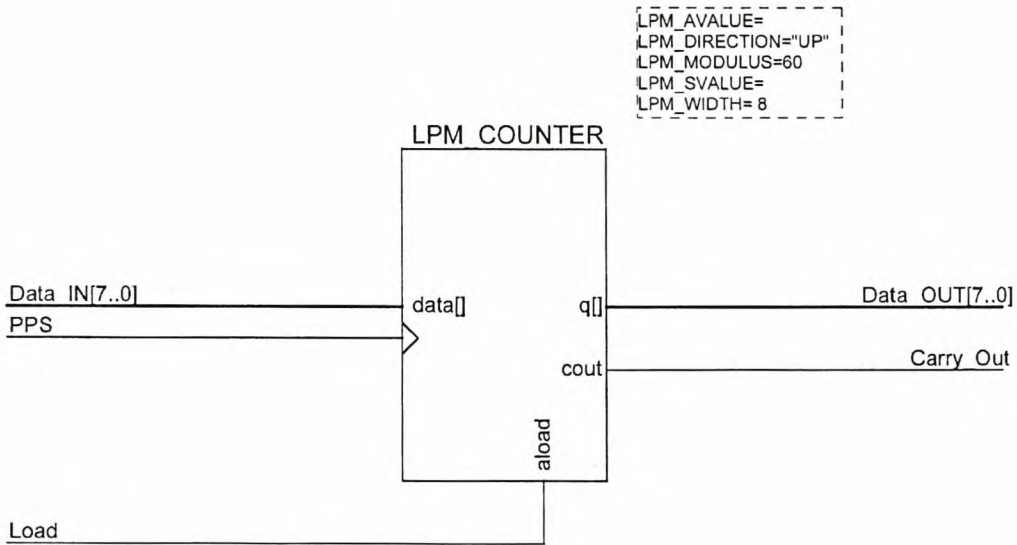 LPM_AVALUE=
LPM_DIRECTION="UP"
LPM_MODULUS=60
LPM_SVALUE=
LPM_WIDTH= 8
LPM_COUNTER
Data_IN[7..0]
data[]
q[]
Data_OUT[7..0]
PPS
cout
Carry_Out
aload
Load